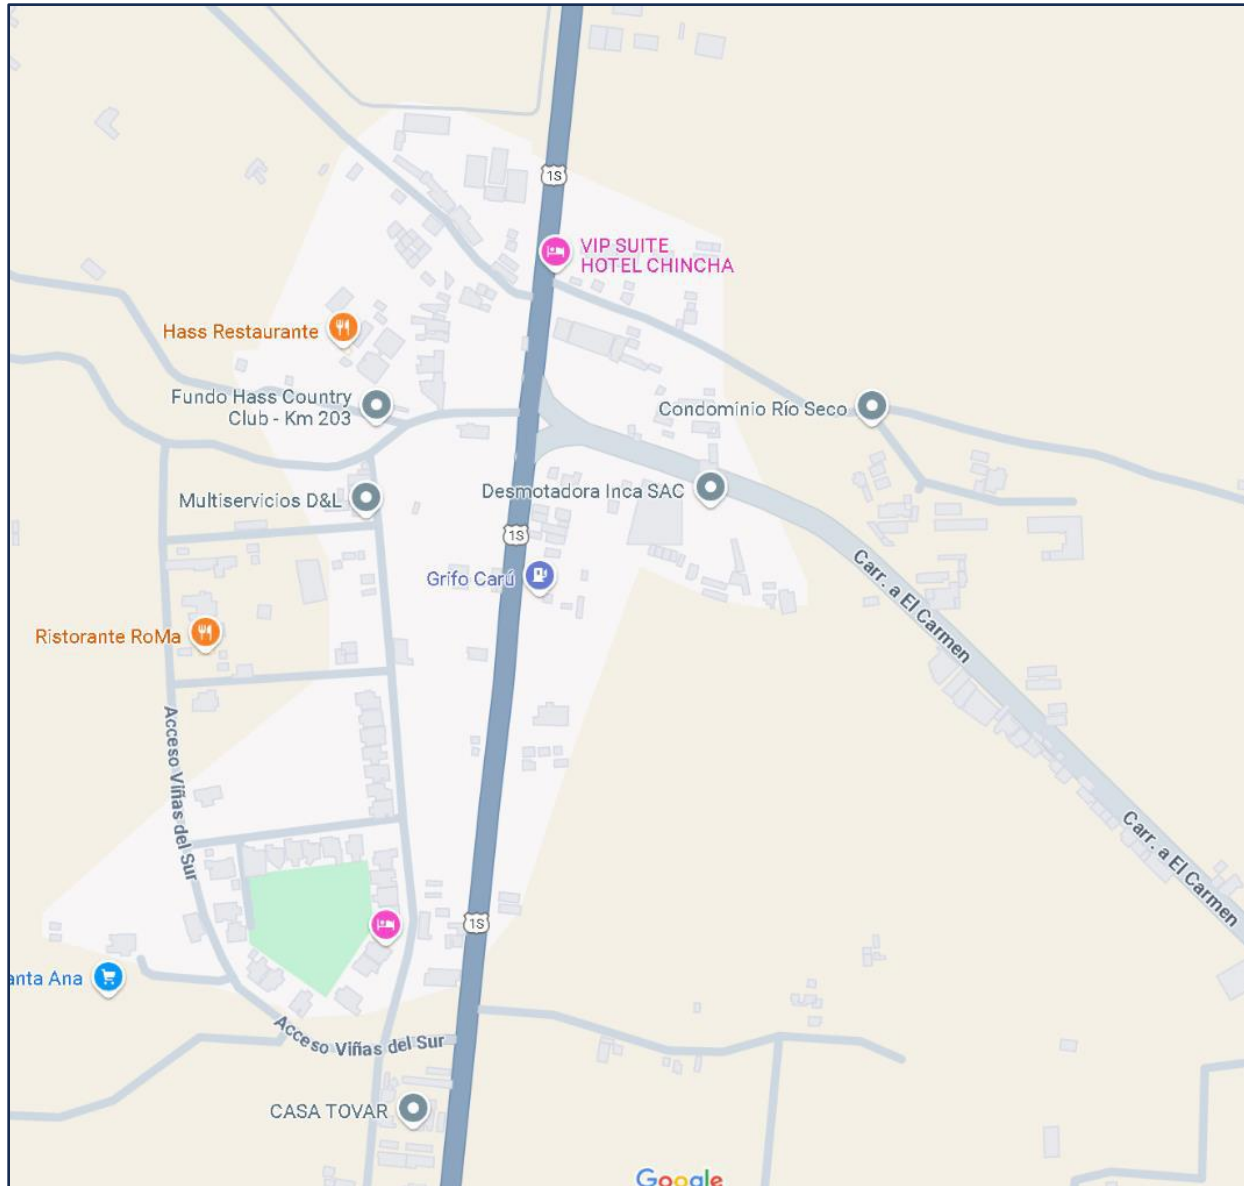 1S
VIP SUITE
HOTEL CHINCHA
Hass Restaurante
Fundo Hass Country
Club - Km 203
Condominio Río Seco
Multiservicios D&L
Desmotadora Inca SAC
1S
Grifo Carú
Carr. a El Carmen
Ristorante RoMa
Acceso Viñas del Sur
Carr. a El Carmen
1S
anta Ana
Acceso Viñas del Sur
CASA TOVAR
Google